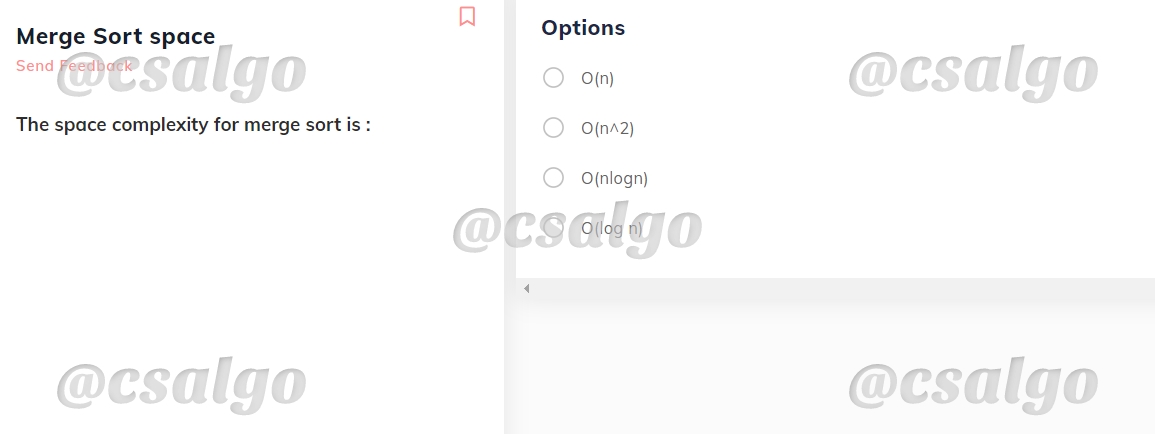 Merge Sort space
Send Feedback
The space complexity for merge sort is :
Options
O(n)
O(n^2)
O(nlogn)
O(log n)
@csalgo
@csalgo
@csalgo
@csalgo
@csalgo